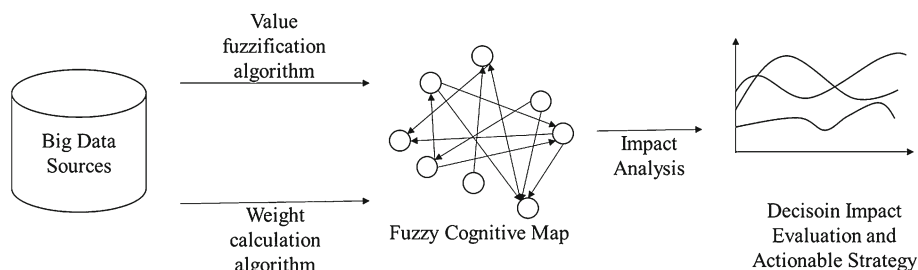 Value
fuzzification
algorithm
Big Data
Sources
Weight
calculation
algorithm
Fuzzy Cognitive Map
Impact
Analysis
Decisoin Impact
Evaluation and
Actionable Strategy